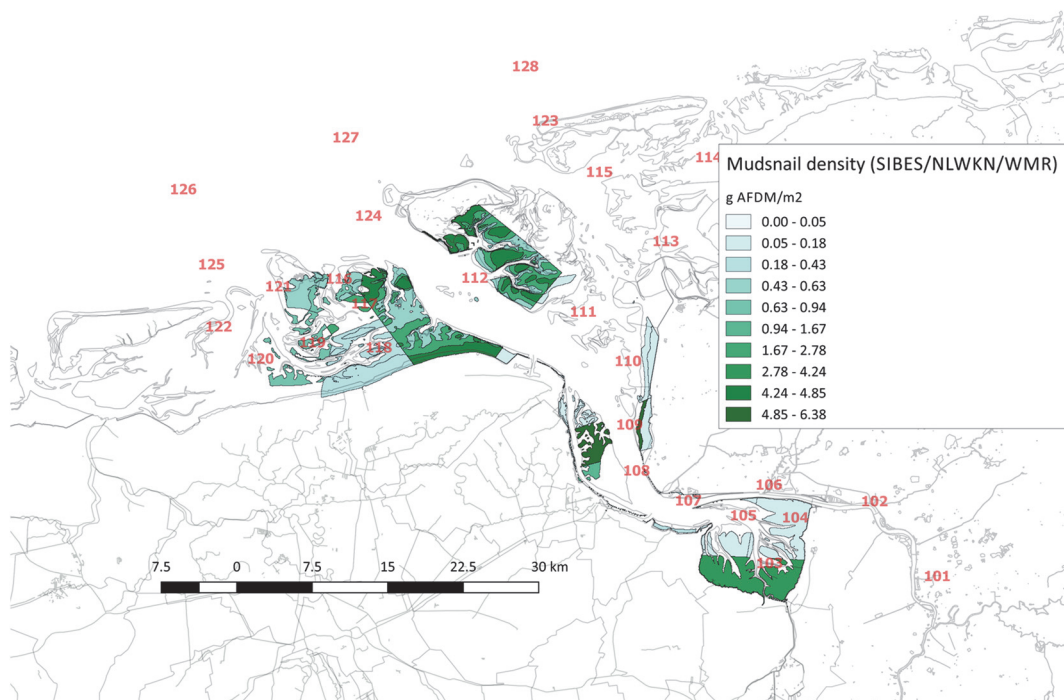 128
123
127
114
115
126
124
113
125
112
116
121
117
111
122
119
118
120
110
109
108
106
107
102
105
104
103
101
Mudsnail density (SIBES/NLWKN/WMR)
g AFDM/m2
0.00 - 0.05
0.05 - 0.18
0.18 - 0.43
0.43 - 0.63
0.63 - 0.94
0.94 - 1.67
1.67 - 2.78
2.78 - 4.24
4.24 - 4.85
4.85 - 6.38
7.5 0 7.5 15 22.5 30 km